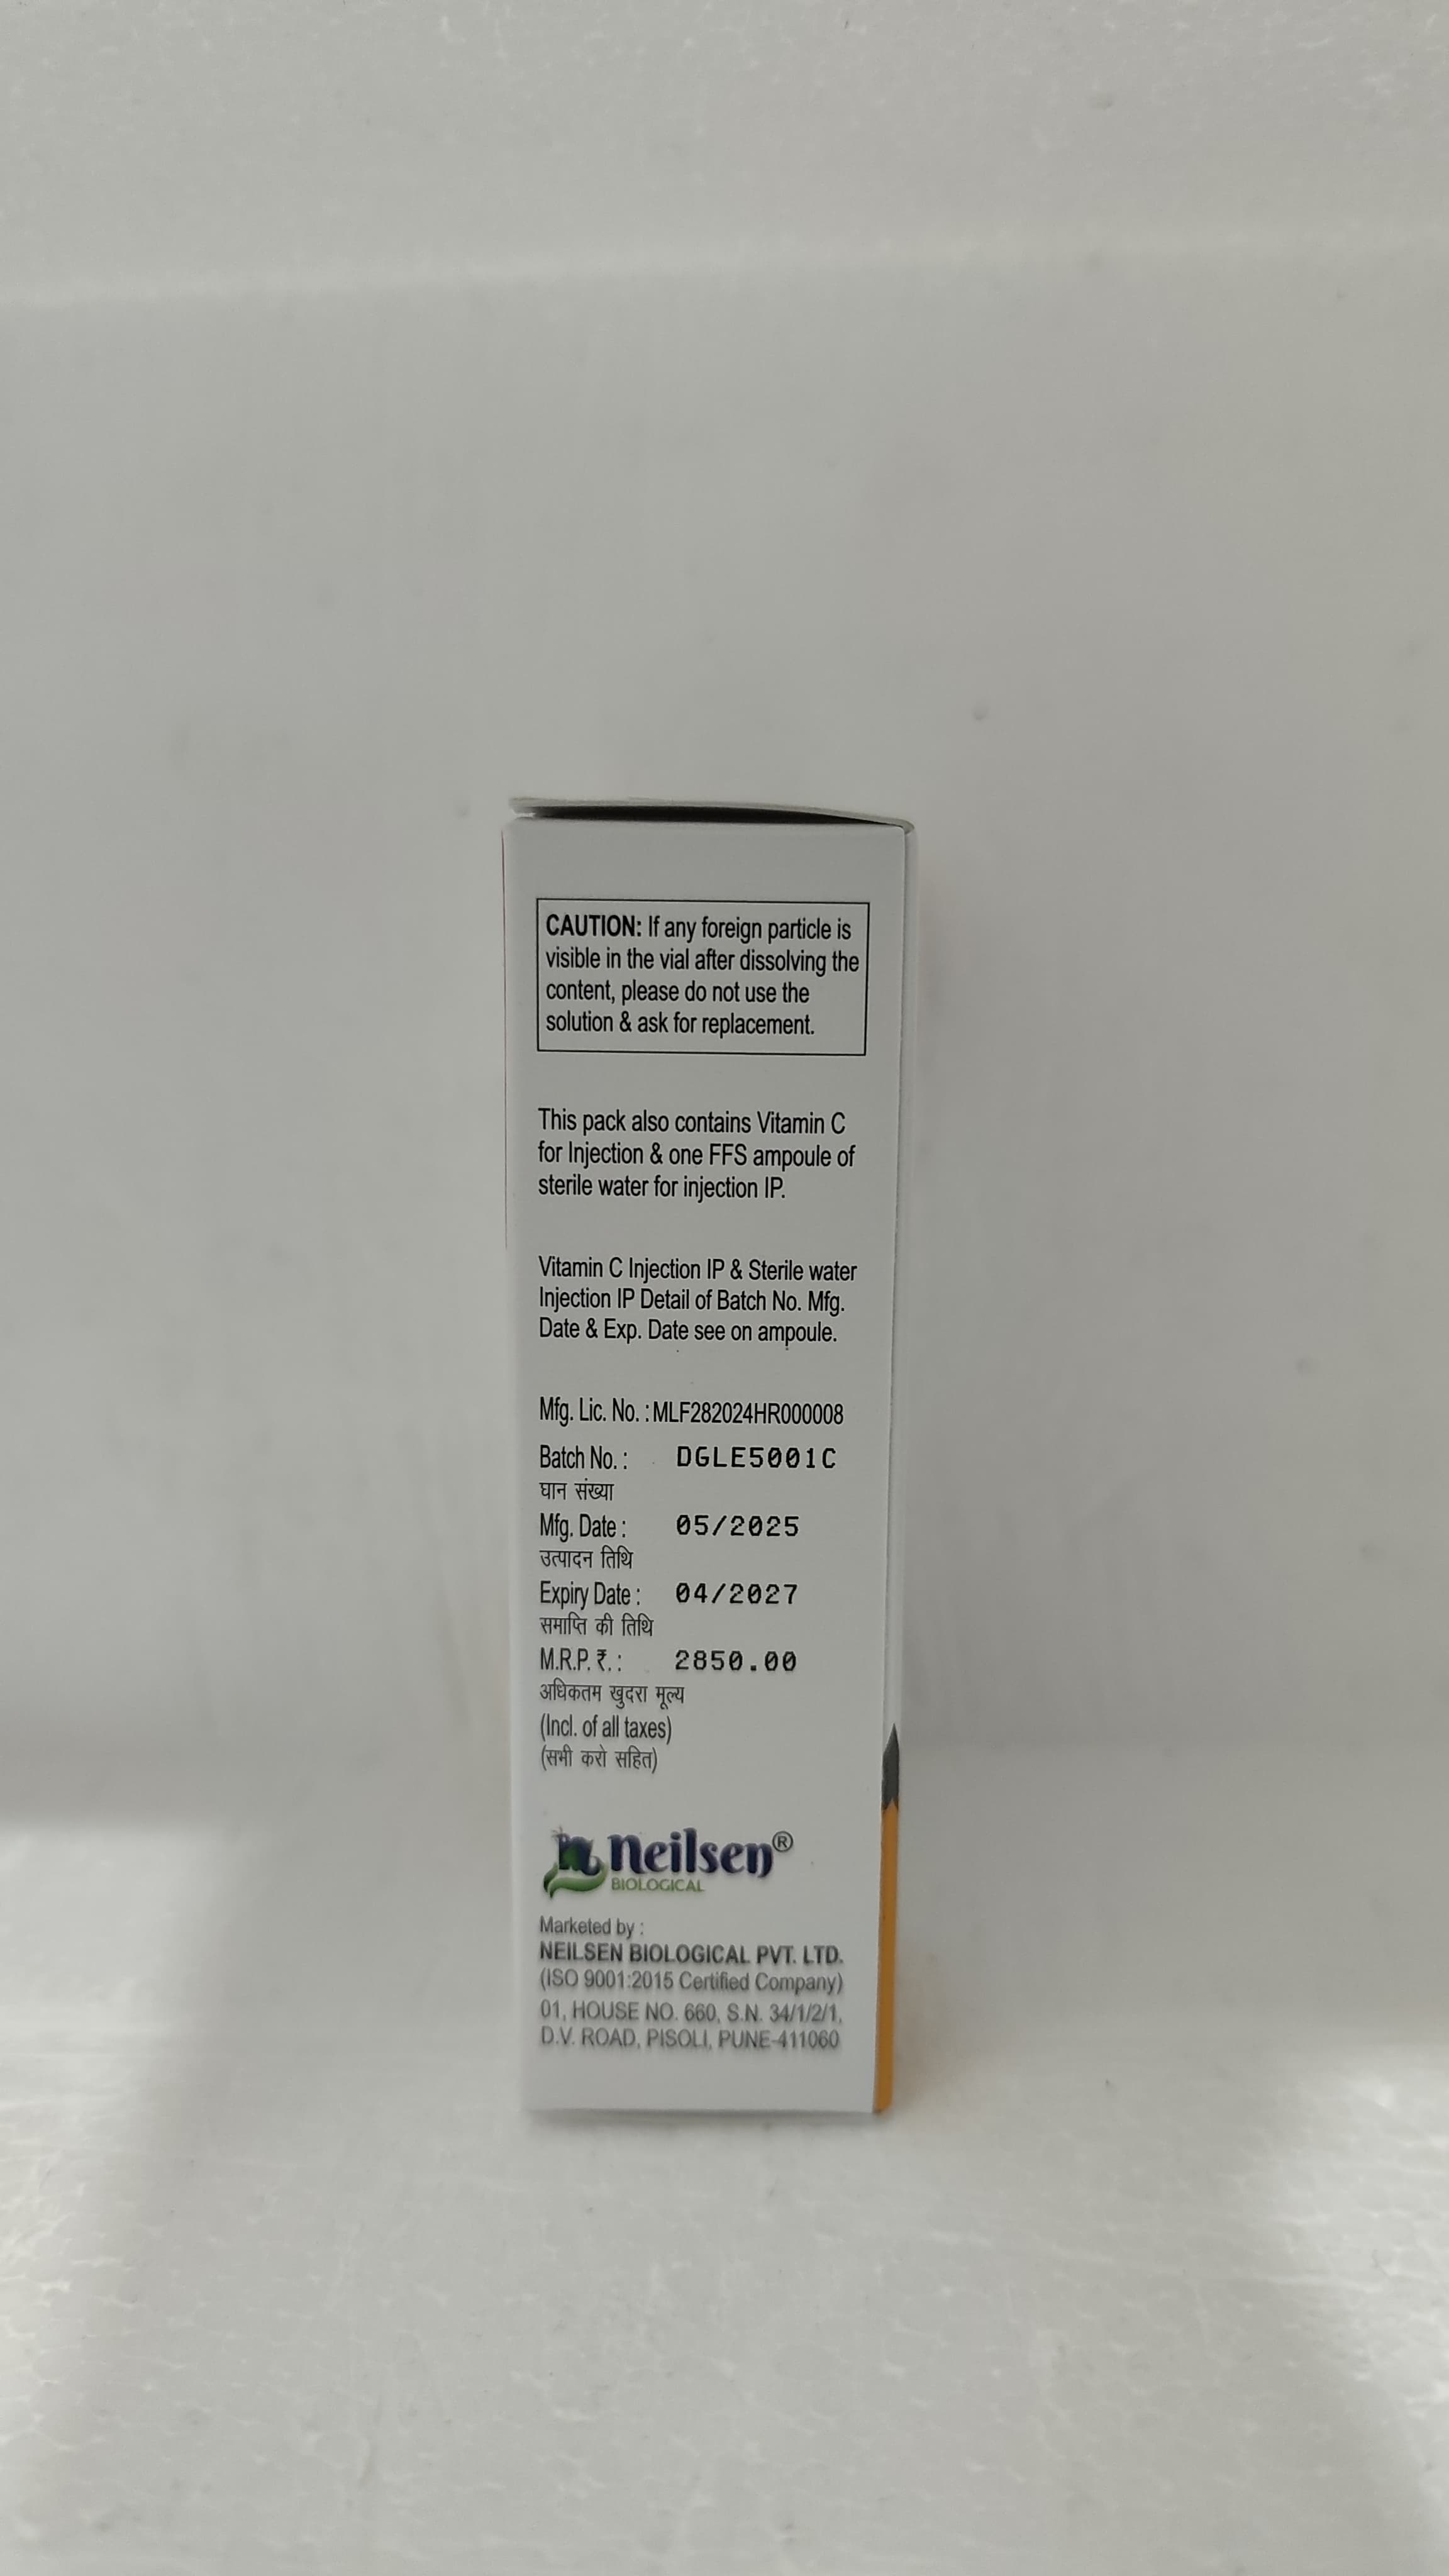 CAUTION: If any foreign particle is
visible in the vial after dissolving the
content, please do not use the
solution & ask for replacement.
This pack also contains Vitamin C
for Injection & one FFS ampoule of
sterile water for injection IP.
Vitamin C Injection IP & Sterile water
Injection IP Detail of Batch No. Mfg.
Date & Exp. Date see on ampoule.
Mfg. Lic. No. : MLF282024HR000008
Batch No. : DGLE5001C
घान संख्या
Mfg. Date : 05/2025
उत्पादन तिथि
Expiry Date : 04/2027
समाप्ति की तिथि
M.R.P. ₹. : 2850.00
अधिकतम खुदरा मूल्य
(Incl. of all taxes)
(सभी करो सहित)
Neilsen®
BIOLOGICAL
Marketed by :
NEILSEN BIOLOGICAL PVT. LTD.
(ISO 9001:2015 Certified Company)
01, HOUSE NO. 660, S.N. 34/1/2/1,
D.V. ROAD, PISOLI, PUNE-411060